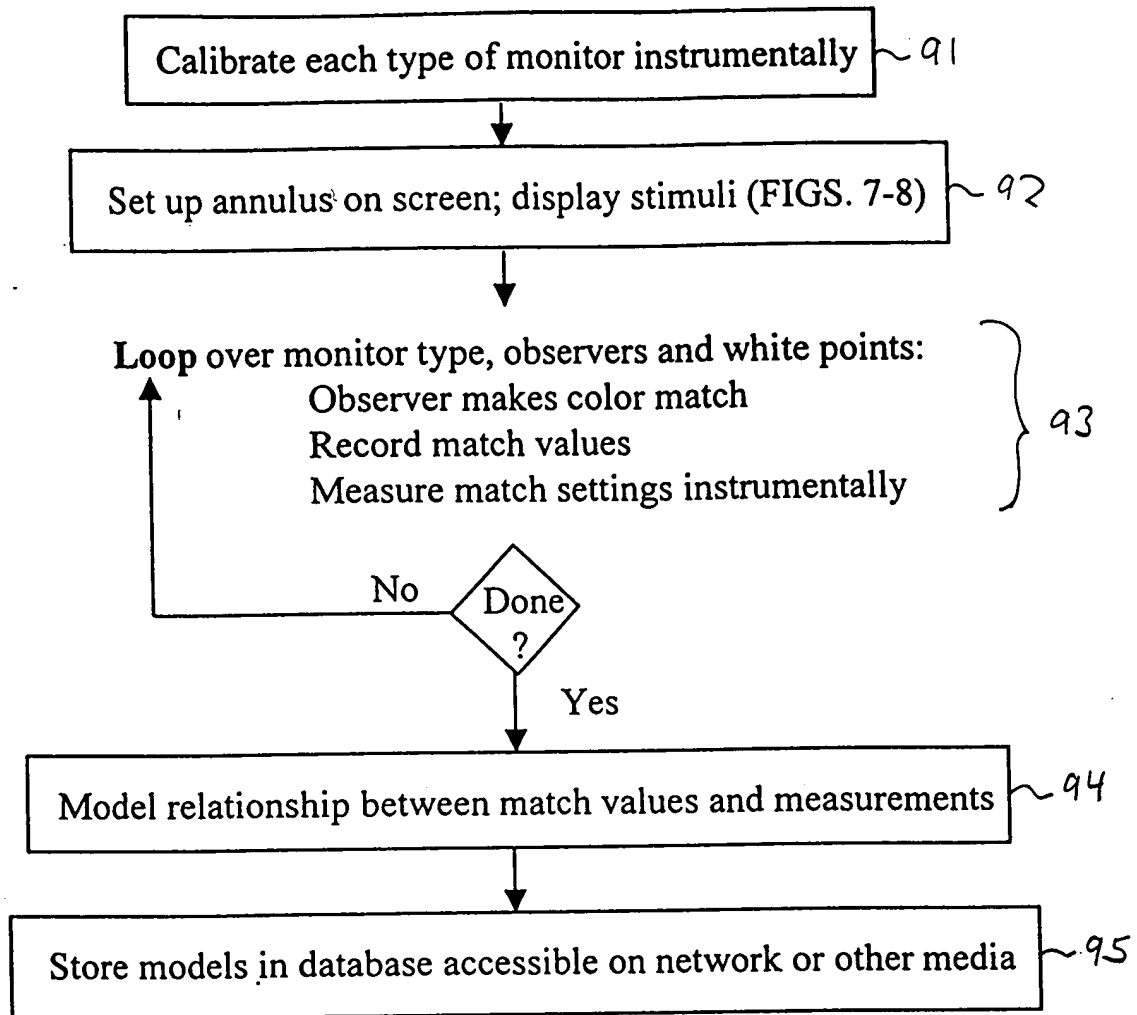 Calibrate each type of monitor instrumentally 91
Set up annulus on screen; display stimuli (FIGS. 7-8) 92
Loop over monitor type, observers and white points:
Observer makes color match
Record match values
Measure match settings instrumentally
93
No
Done
?
Yes
Model relationship between match values and measurements 94
Store models in database accessible on network or other media 95